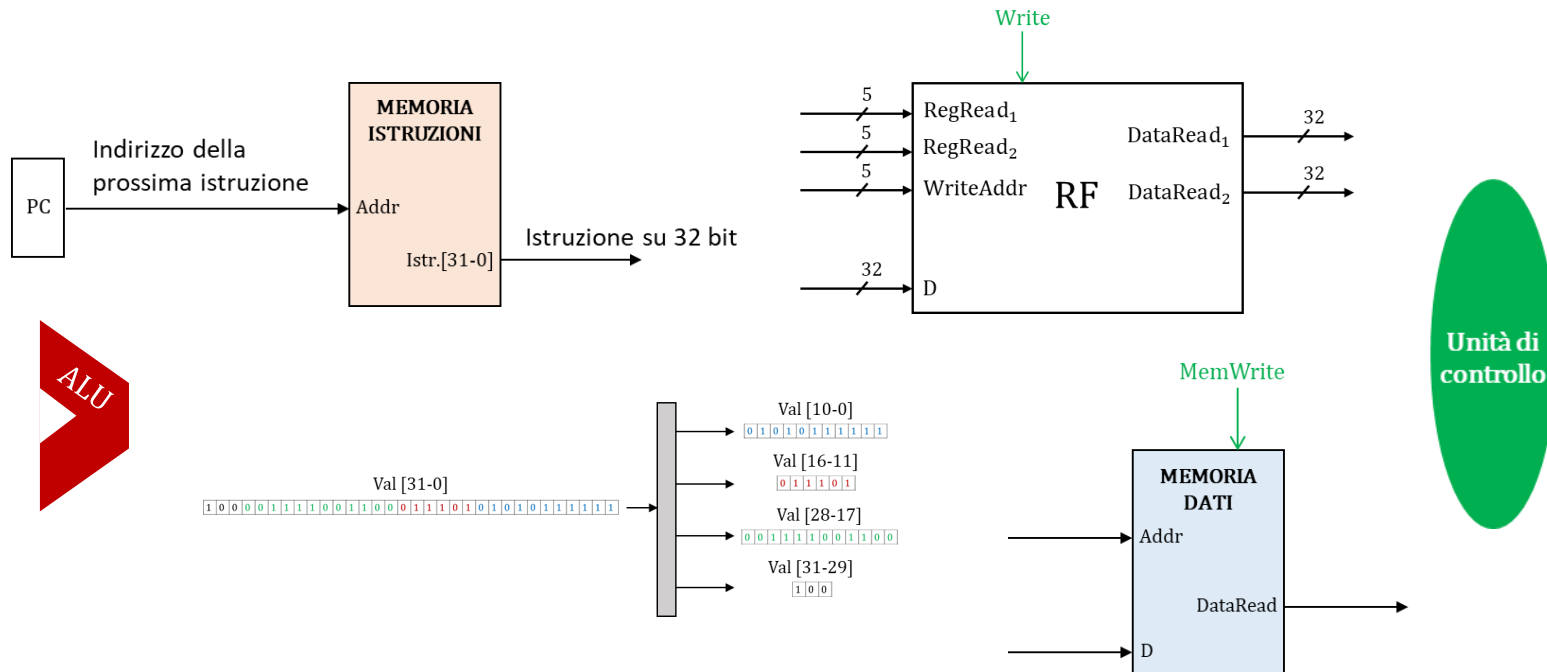 Write
PC
Indirizzo della
prossima istruzione
MEMORIA
ISTRUZIONI
Addr
Istr.[31-0]
Istruzione su 32 bit
5
5
5
32
RegRead₁
RegRead₂
WriteAddr
D
RF
DataRead₁
DataRead₂
32
32
Unità di
controllo
ALU
Val [31-0]
1 0 0 0 0 1 1 1 1 0 0 1 1 0 0 0 1 1 1 0 1 0 1 0 1 0 1 1 1 1 1 1
Val [10-0]
0 1 0 1 0 1 1 1 1 1 1
Val [16-11]
0 1 1 1 0 1
Val [28-17]
0 0 1 1 1 1 0 0 1 1 0 0
Val [31-29]
1 0 0
MemWrite
MEMORIA
DATI
Addr
DataRead
D